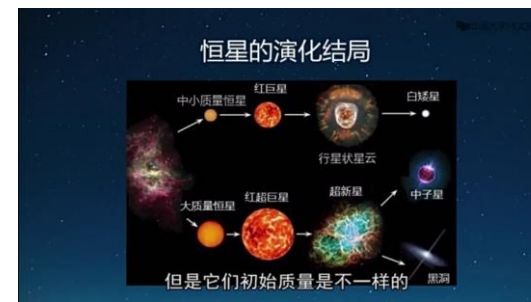 恒星的演化结局
中小质量恒星
红巨星
行星状星云
白矮星
大质量恒星
红超巨星
超新星
中子星
黑洞
但是它们初始质量是不一样的